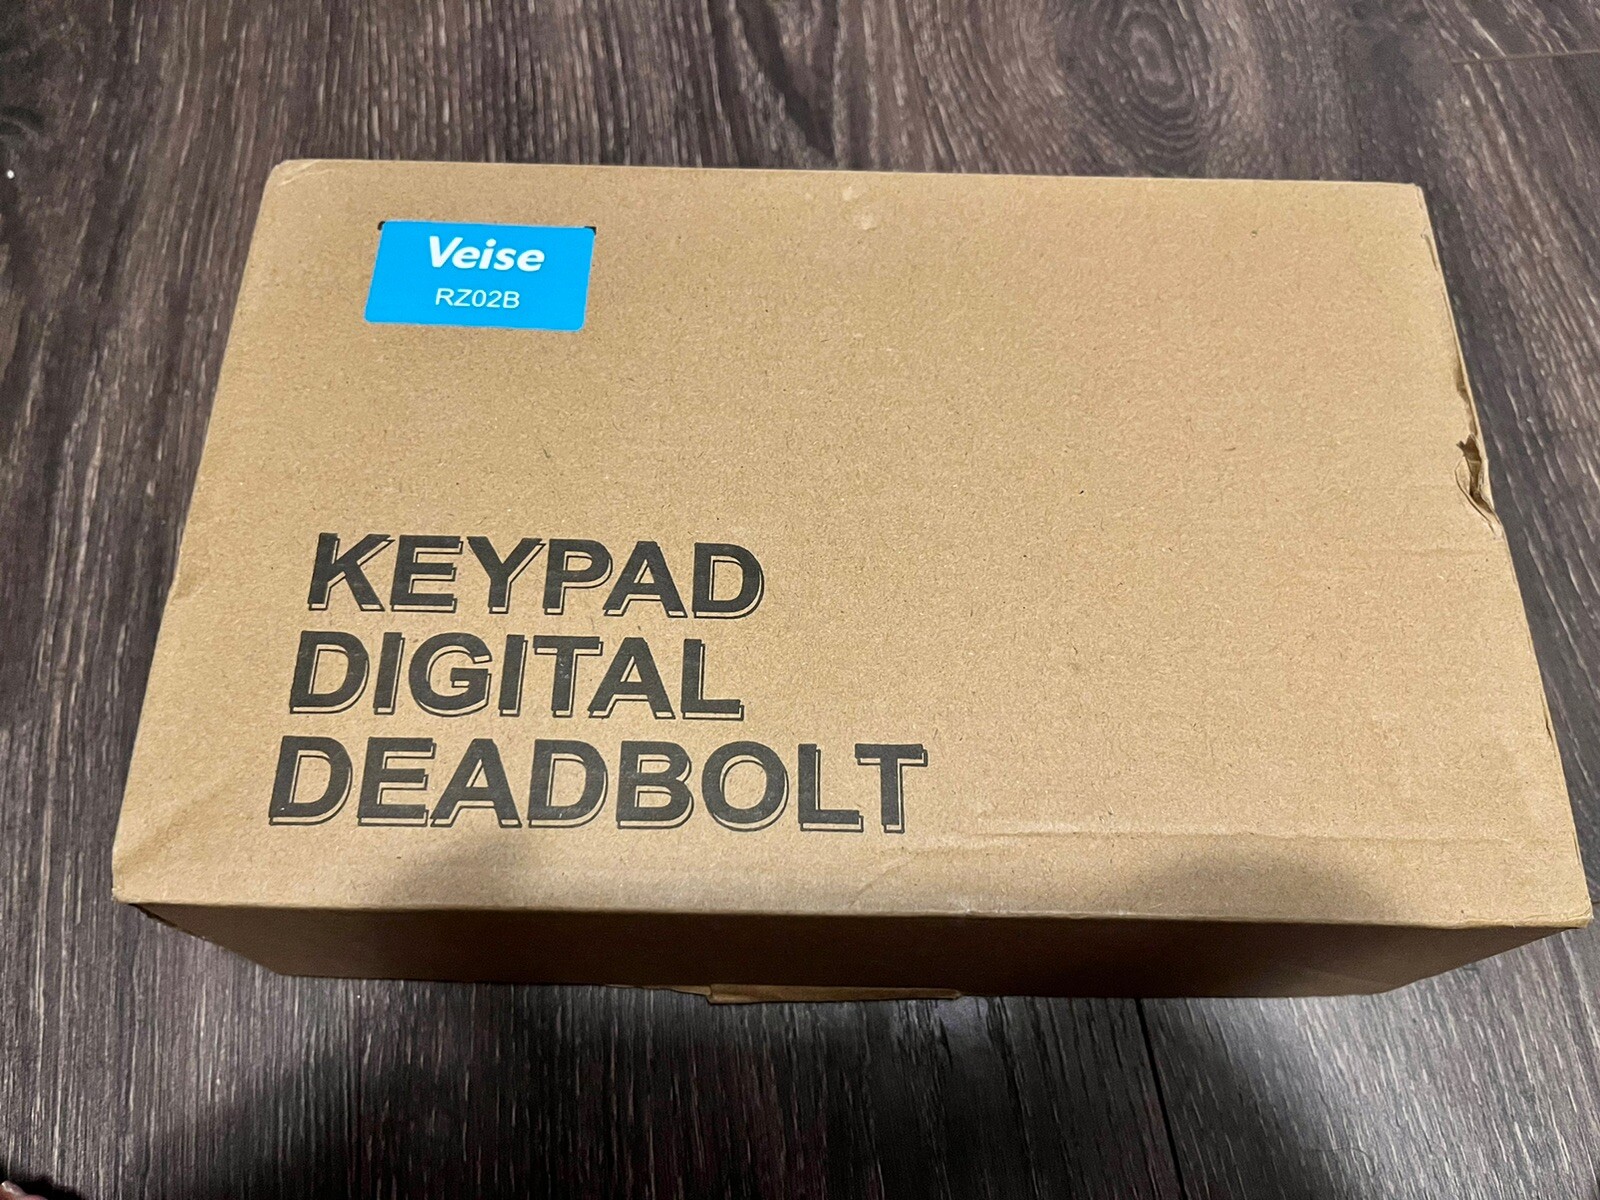 Veise
RZ02B
KEYPAD
DIGITAL
DEADBOLT